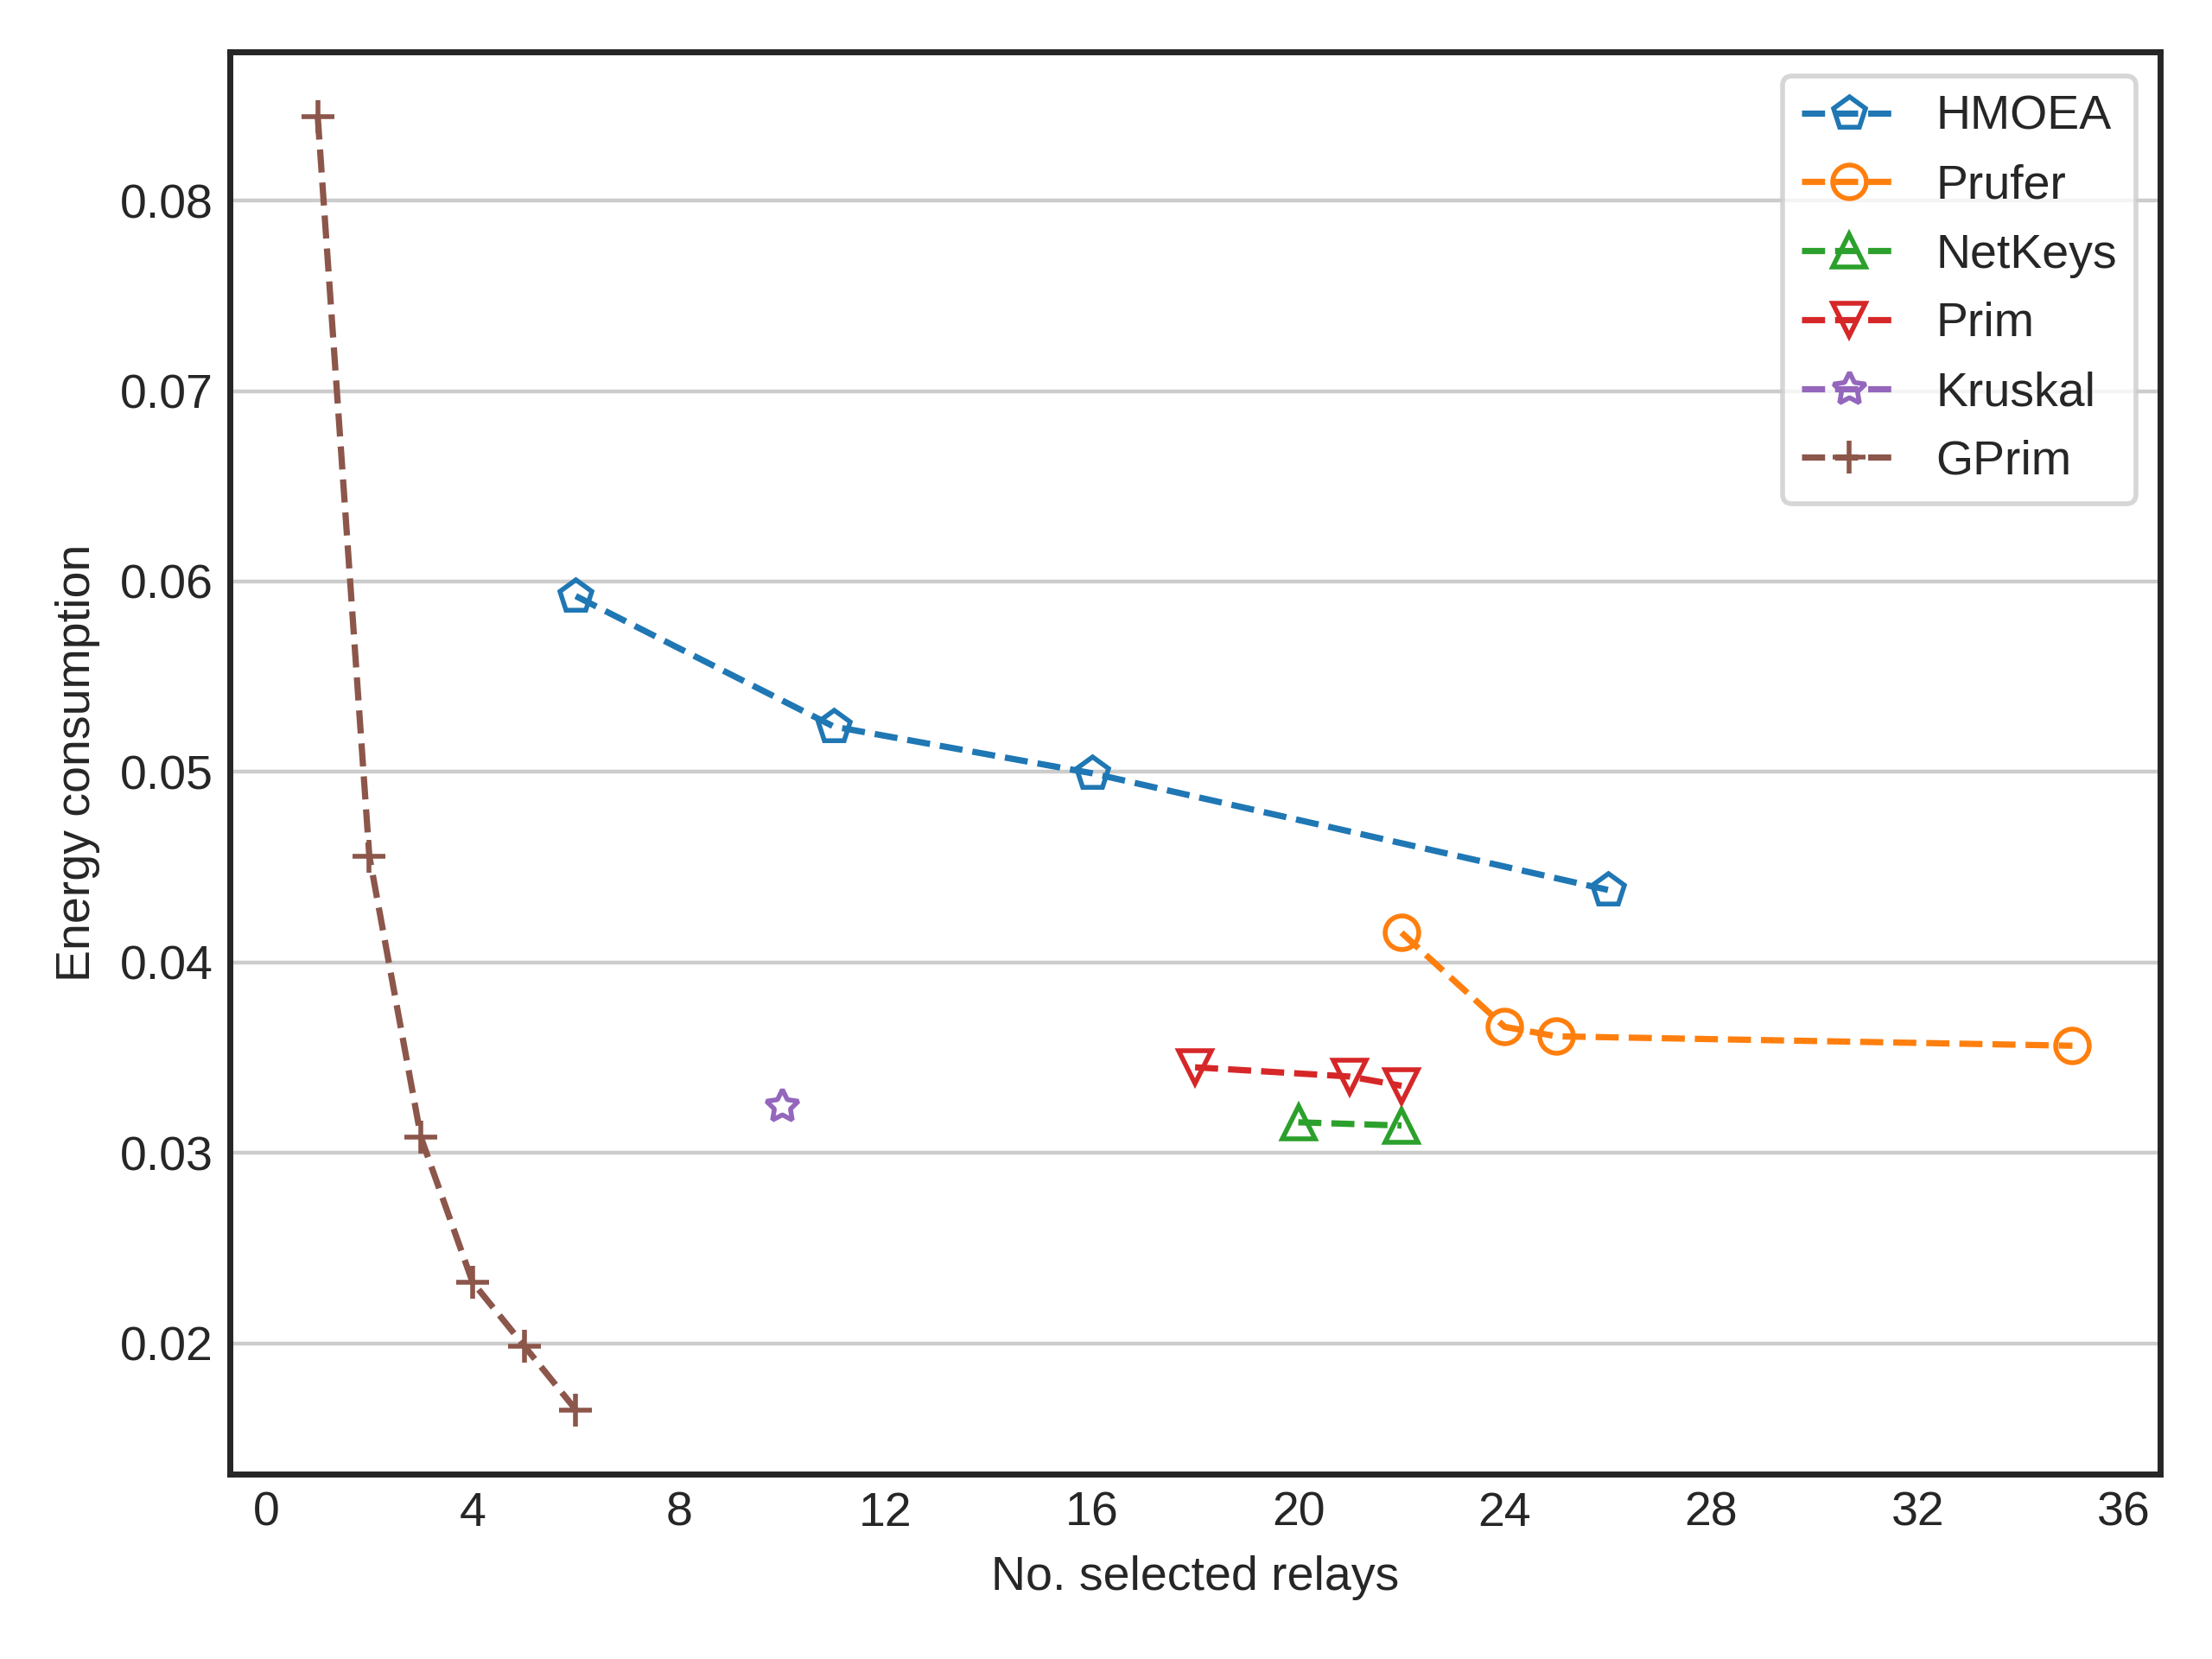 HMOEA
Prufer
NetKeys
Prim
Kruskal
GPrim
Energy consumption
0.08
0.07
0.06
0.05
0.04
0.03
0.02
0 4 8 12 16 20 24 28 32 36
No. selected relays